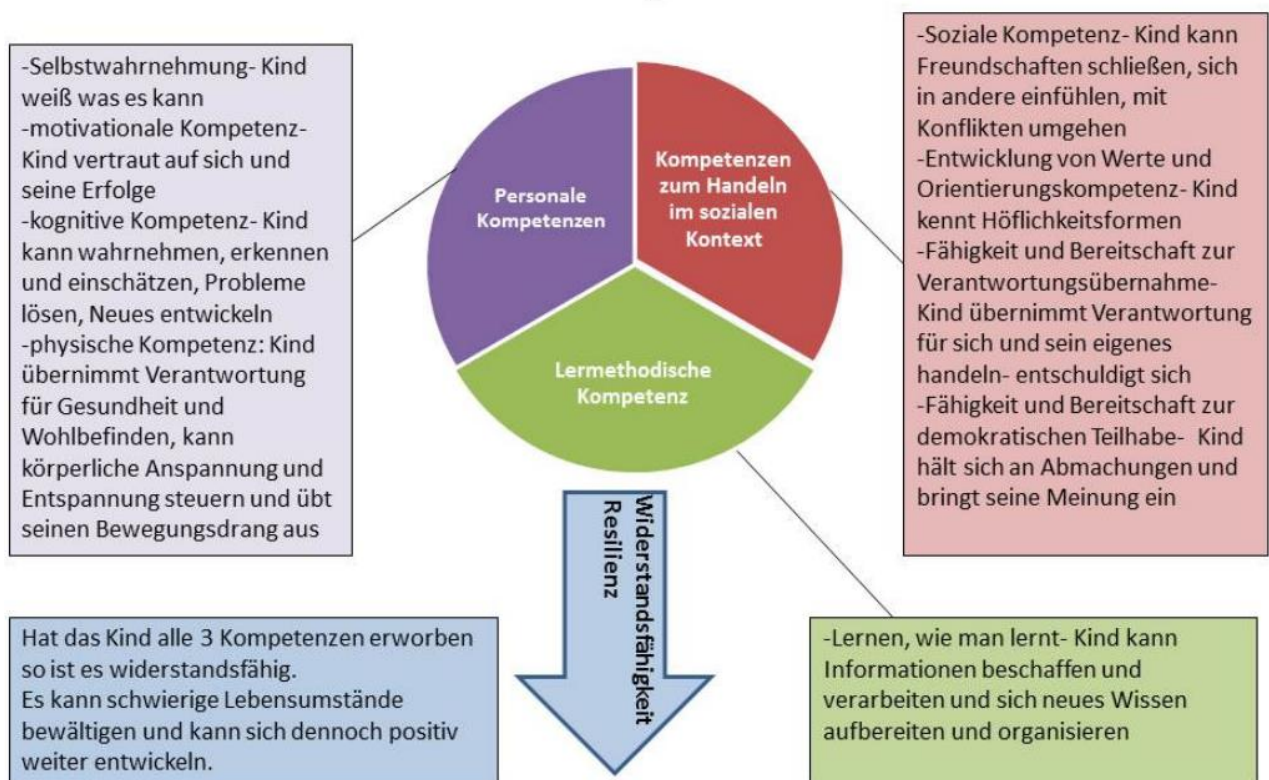 -Selbstwahrnehmung- Kind
weiß was es kann
-motivationale Kompetenz-
Kind vertraut auf sich und
seine Erfolge
-kognitive Kompetenz- Kind
kann wahrnehmen, erkennen
und einschätzen, Probleme
lösen, Neues entwickeln
-physische Kompetenz: Kind
übernimmt Verantwortung
für Gesundheit und
Wohlbefinden, kann
körperliche Anspannung und
Entspannung steuern und übt
seinen Bewegungsdrang aus
Personale
Kompetenzen
Kompetenzen
zum Handeln
im sozialen
Kontext
Lermethodische
Kompetenz
-Soziale Kompetenz- Kind kann
Freundschaften schließen, sich
in andere einfühlen, mit
Konflikten umgehen
-Entwicklung von Werte und
Orientierungskompetenz- Kind
kennt Höflichkeitsformen
-Fähigkeit und Bereitschaft zur
Verantwortungsübernahme-
Kind übernimmt Verantwortung
für sich und sein eigenes
handeln- entschuldigt sich
-Fähigkeit und Bereitschaft zur
demokratischen Teilhabe- Kind
hält sich an Abmachungen und
bringt seine Meinung ein
Widerstandsfähigkeit
Resilienz
Hat das Kind alle 3 Kompetenzen erworben
so ist es widerstandsfähig.
Es kann schwierige Lebensumstände
bewältigen und kann sich dennoch positiv
weiter entwickeln.
-Lernen, wie man lernt- Kind kann
Informationen beschaffen und
verarbeiten und sich neues Wissen
aufbereiten und organisieren